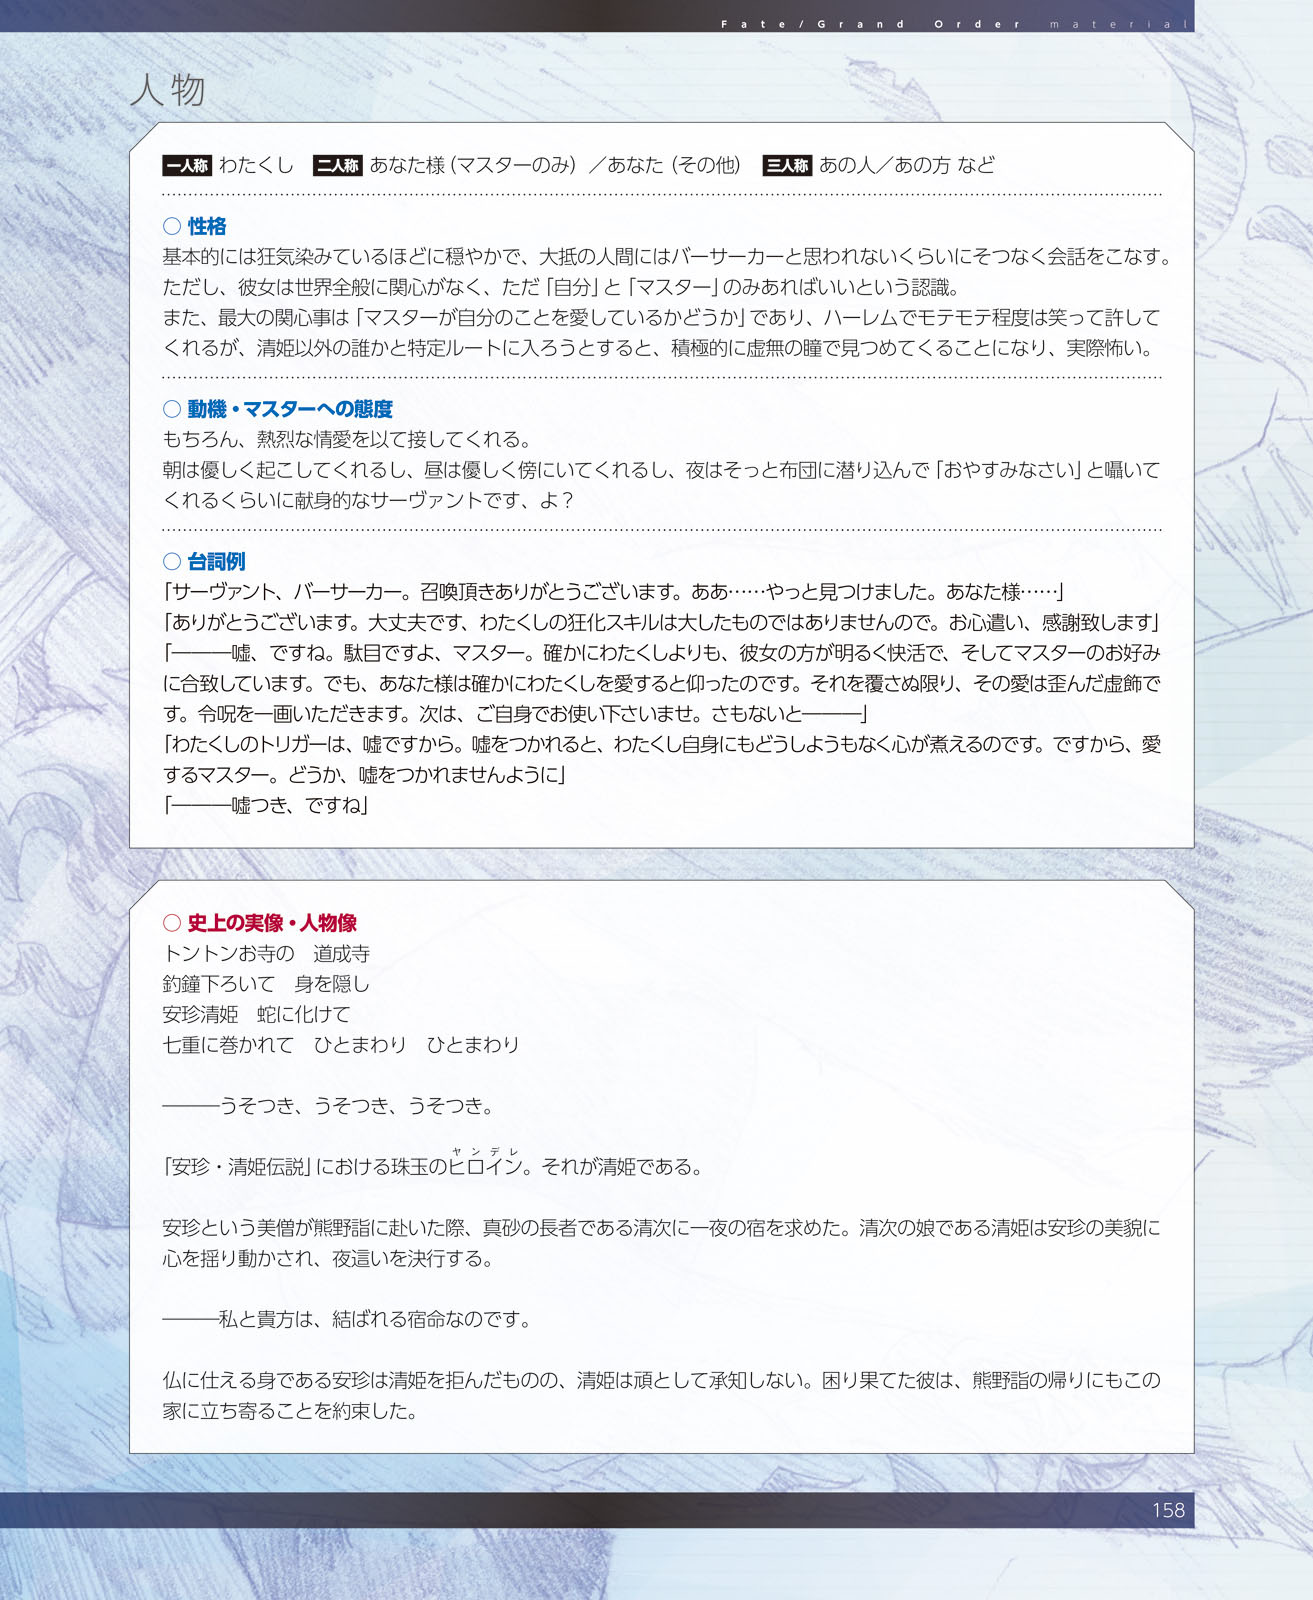 Fate/Grand Order material
人物
一人称 わたくし 二人称 あなた様（マスターのみ）／あなた（その他） 三人称 あの人／あの方 など
○ 性格
基本的には狂気染みているほどに穏やかで、大抵の人間にはバーサーカーと思われないくらいにそつなく会話をこなす。
ただし、彼女は世界全般に関心がなく、ただ「自分」と「マスター」のみあればいいという認識。
また、最大の関心事は「マスターが自分のことを愛しているかどうか」であり、ハーレムでモテモテ程度は笑って許して
くれるが、清姫以外の誰かと特定ルートに入ろうとすると、積極的に虚無の瞳で見つめてくることになり、実際怖い。
○ 動機・マスターへの態度
もちろん、熱烈な情愛を以て接してくれる。
朝は優しく起こしてくれるし、昼は優しく傍にいてくれるし、夜はそっと布団に潜り込んで「おやすみなさい」と囁いて
くれるくらいに献身的なサーヴァントです、よ？
○ 台詞例
「サーヴァント、バーサーカー。召喚頂きありがとうございます。ああ……やっと見つけました。あなた様……」
「ありがとうございます。大丈夫です、わたくしの狂化スキルは大したものではありませんので。お心遣い、感謝致します」
「―――嘘、ですね。駄目ですよ、マスター。確かにわたくしよりも、彼女の方が明るく快活で、そしてマスターのお好み
に合致しています。でも、あなた様は確かにわたくしを愛すると仰ったのです。それを覆さぬ限り、その愛は歪んだ虚飾で
す。令呪を一画いただきます。次は、ご自身でお使い下さいませ。さもないと―――」
「わたくしのトリガーは、嘘ですから。嘘をつかれると、わたくし自身にもどうしようもなく心が煮えるのです。ですから、愛
するマスター。どうか、嘘をつかれませんように」
「―――嘘つき、ですね」
○ 史上の実像・人物像
トントンお寺の　道成寺
釣鐘下ろいて　身を隠し
安珍清姫　蛇に化けて
七重に巻かれて　ひとまわり　ひとまわり
―――うそつき、うそつき、うそつき。
ヤンデレ
「安珍・清姫伝説」における珠玉のヒロイン。それが清姫である。
安珍という美僧が熊野詣に赴いた際、真砂の長者である清次に一夜の宿を求めた。清次の娘である清姫は安珍の美貌に
心を揺り動かされ、夜這いを決行する。
―――私と貴方は、結ばれる宿命なのです。
仏に仕える身である安珍は清姫を拒んだものの、清姫は頑として承知しない。困り果てた彼は、熊野詣の帰りにもこの
家に立ち寄ることを約束した。
158